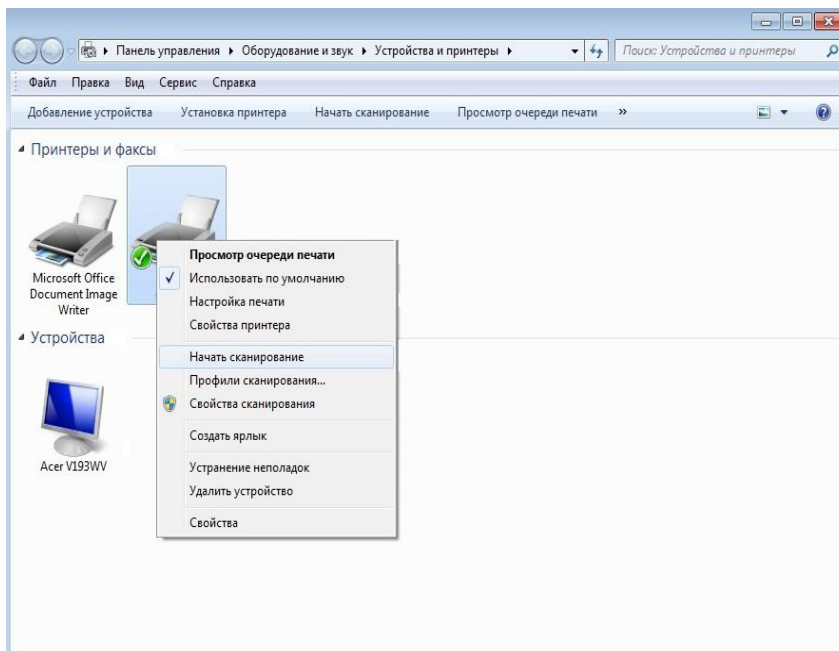 Панель управления ▸ Оборудование и звук ▸ Устройства и принтеры ▸
Поиск: Устройства и принтеры
Файл Правка Вид Сервис Справка
Добавление устройства Установка принтера Начать сканирование Просмотр очереди печати »
Принтеры и факсы
Microsoft Office
Document Image
Writer
Просмотр очереди печати
Использовать по умолчанию
Настройка печати
Свойства принтера
Начать сканирование
Профили сканирования...
Свойства сканирования
Создать ярлык
Устранение неполадок
Удалить устройство
Свойства
Устройства
Acer V193WV